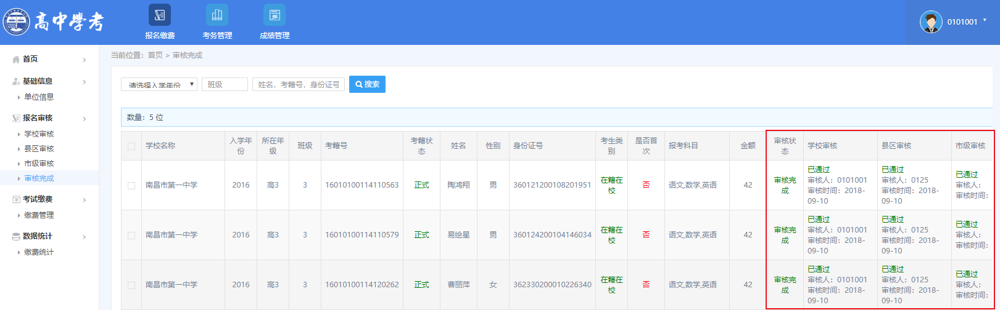 高中学考
报名缴费
考务管理
成绩管理
0101001
首页
基础信息
单位信息
报名审核
学校审核
县区审核
市级审核
审核完成
考试缴费
缴费管理
数据统计
缴费统计
当前位置：首页 > 审核完成
请选择入学年份 班级 姓名，考籍号，身份证号 搜索
数量：5 位
学校名称 入学年份 所在年级 班级 考籍号 考籍状态 姓名 性别 身份证号 考生类别 是否首次 报考科目 金额 审核状态 学校审核 县区审核 市级审核
南昌市第一中学 2016 高3 3 16010100114110563 正式 陶鸿翔 男 360121200108201951 在籍在校 否 语文,数学,英语 42 审核完成
已通过 审核人：0101001 审核时间：2018-09-10
已通过 审核人：0125 审核时间：2018-09-10
已通过 审核人： 审核时间：
南昌市第一中学 2016 高3 3 16010100114110579 正式 易绘星 男 360124200104146034 在籍在校 否 语文,数学,英语 42 审核完成
已通过 审核人：0101001 审核时间：2018-09-10
已通过 审核人：0125 审核时间：2018-09-10
已通过 审核人： 审核时间：
南昌市第一中学 2016 高3 3 16010100114120262 正式 曹丽萍 女 362330200010226340 在籍在校 否 语文,数学,英语 42 审核完成
已通过 审核人：0101001 审核时间：2018-09-10
已通过 审核人：0125 审核时间：2018-09-10
已通过 审核人： 审核时间：